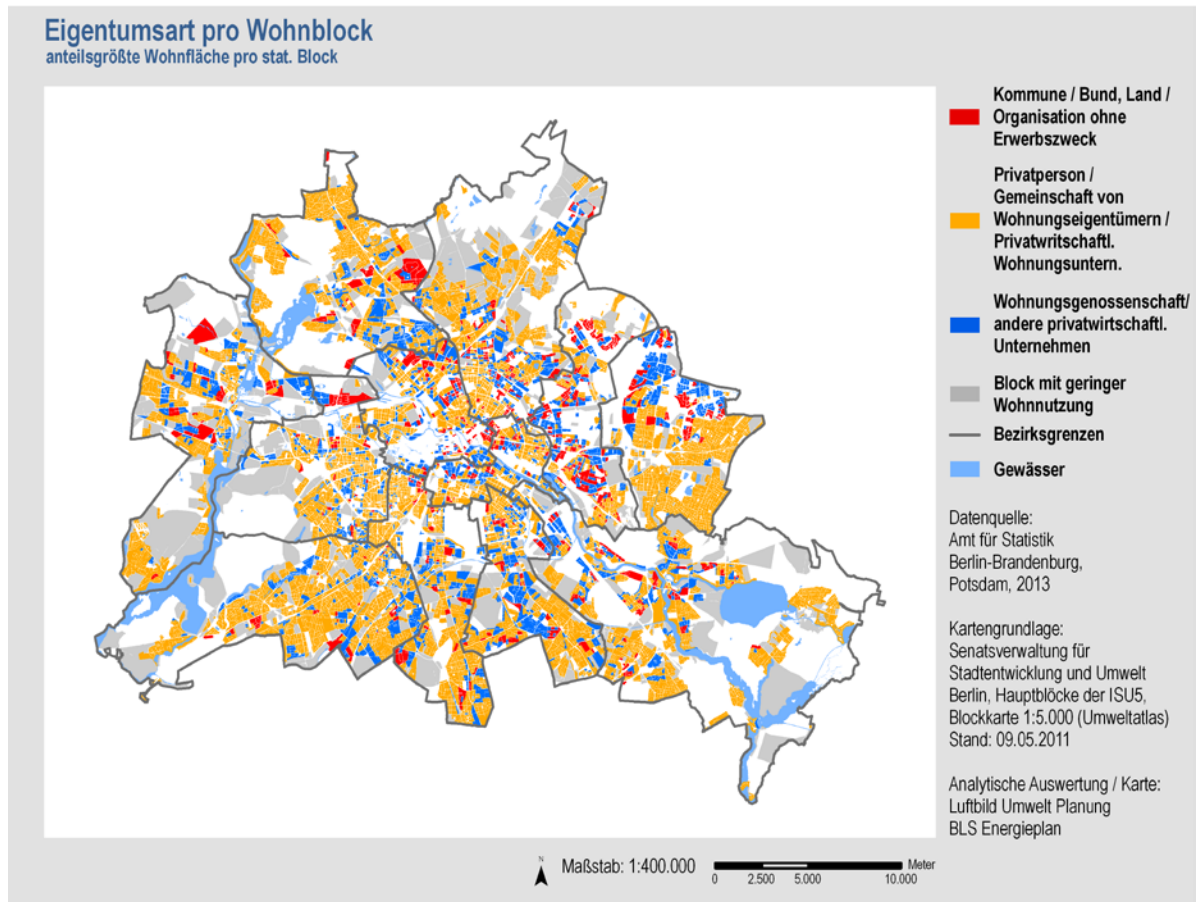 Eigentumsart pro Wohnblock
anteilsgrößte Wohnfläche pro stat. Block
Kommune / Bund, Land /
Organisation ohne
Erwerbszweck
Privatperson /
Gemeinschaft von
Wohnungseigentümern /
Privatwritschaftl.
Wohnungsuntern.
Wohnungsgenossenschaft/
andere privatwirtschaftl.
Unternehmen
Block mit geringer
Wohnnutzung
Bezirksgrenzen
Gewässer
Datenquelle:
Amt für Statistik
Berlin-Brandenburg,
Potsdam, 2013
Kartengrundlage:
Senatsverwaltung für
Stadtentwicklung und Umwelt
Berlin, Hauptblöcke der ISU5,
Blockkarte 1:5.000 (Umweltatlas)
Stand: 09.05.2011
Analytische Auswertung / Karte:
Luftbild Umwelt Planung
BLS Energieplan
N
Maßstab: 1:400.000
Meter
0 2.500 5.000 10.000